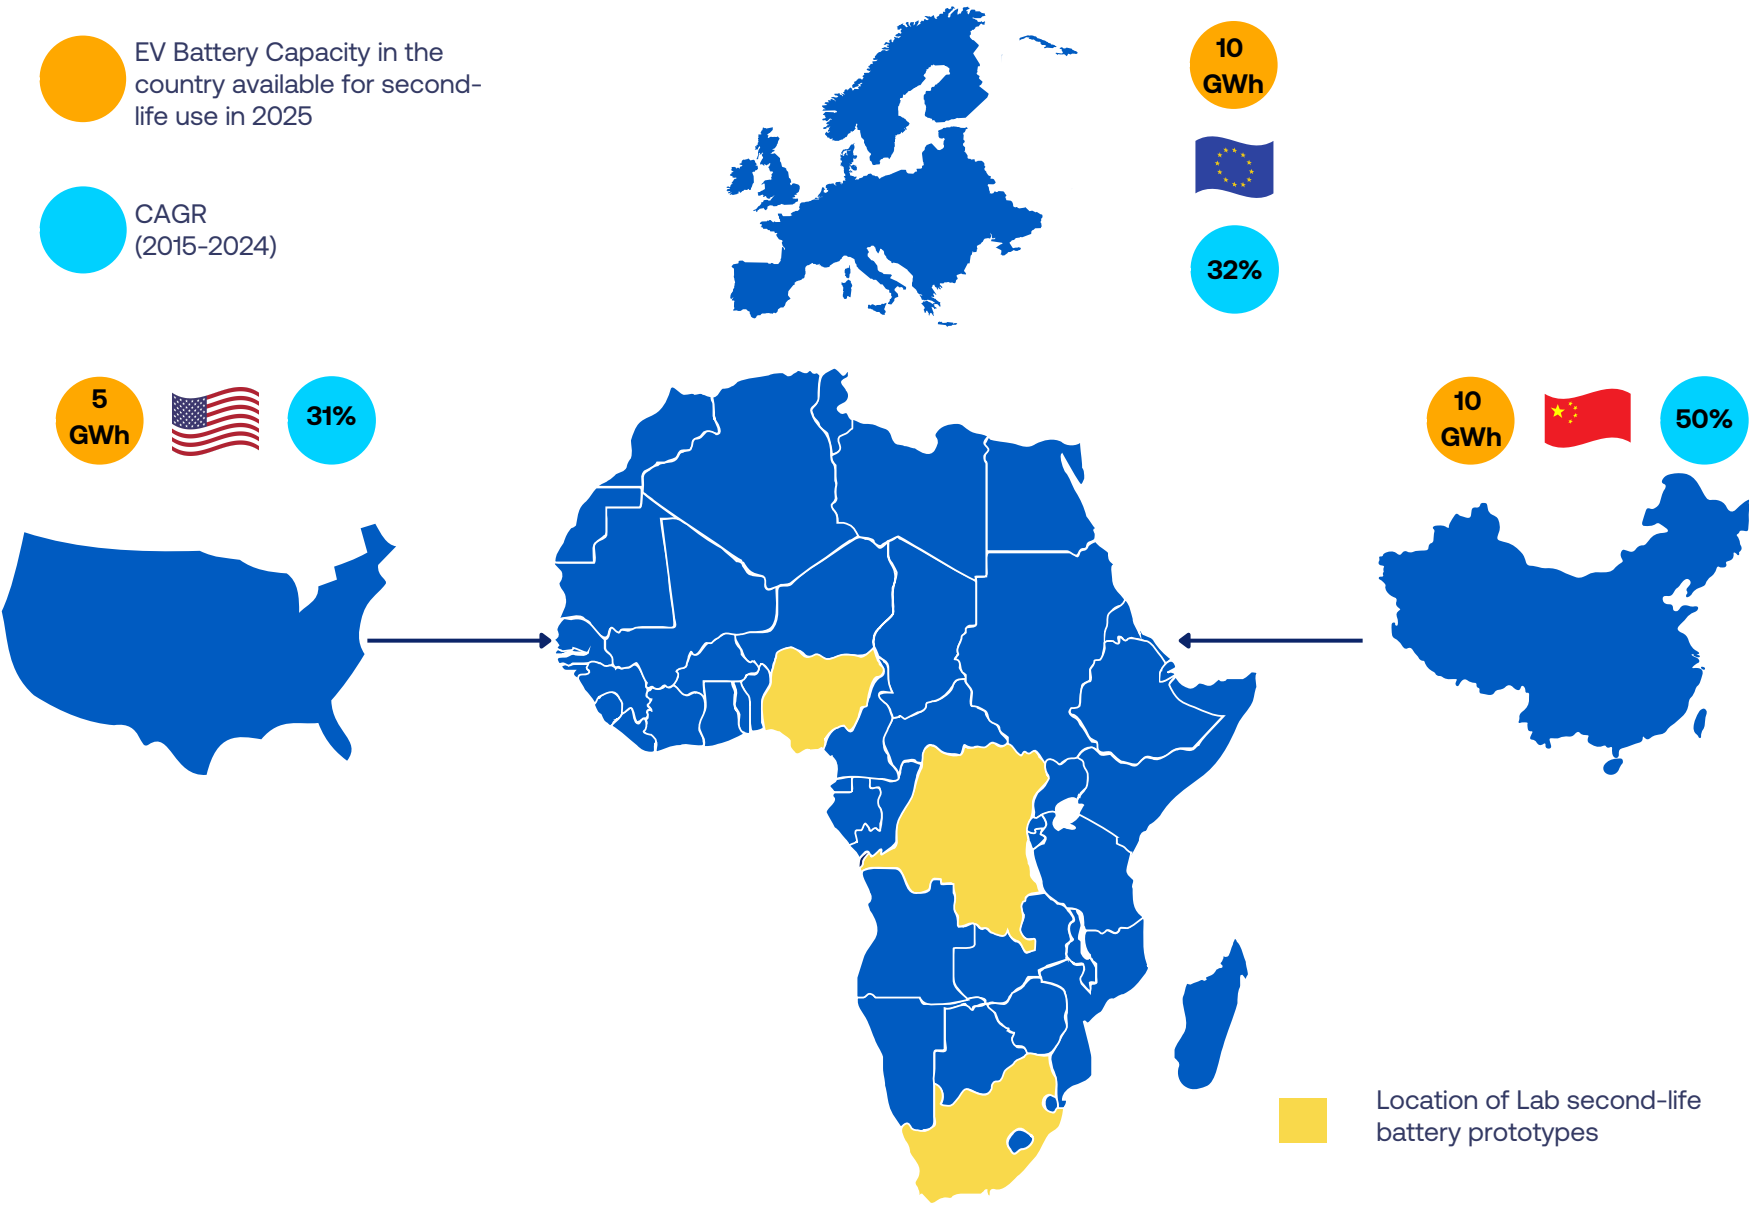 EV Battery Capacity in the
country available for second-
life use in 2025
CAGR
(2015-2024)
10
GWh
32%
5
GWh
31%
10
GWh
50%
Location of Lab second-life
battery prototypes